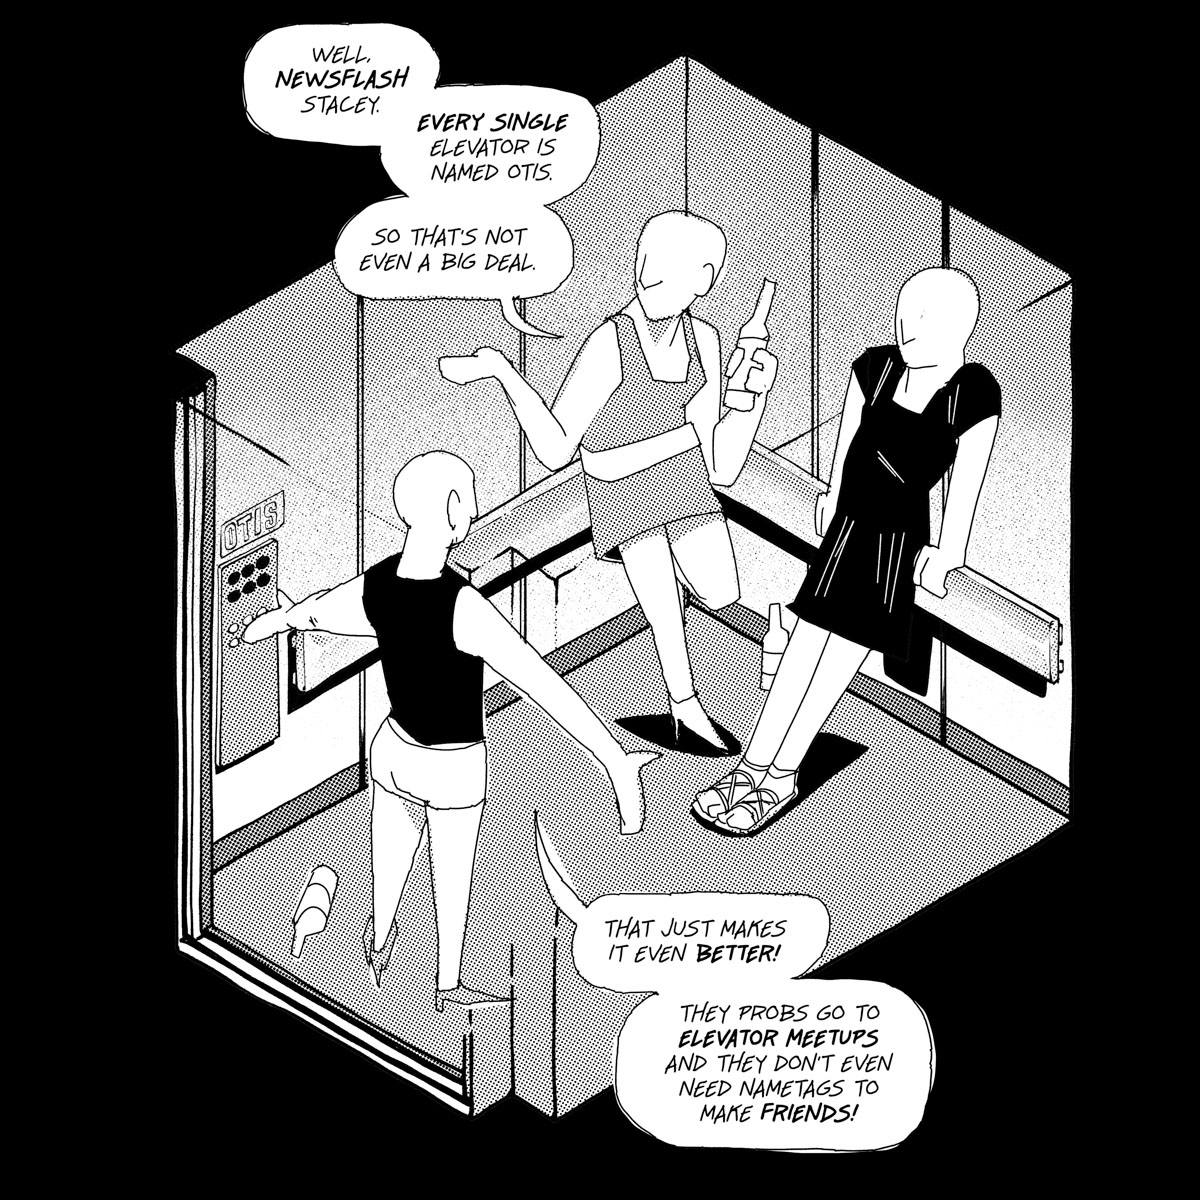 WELL,
NEWSFLASH
STACEY.
EVERY SINGLE
ELEVATOR IS
NAMED OTIS.
SO THAT'S NOT
EVEN A BIG DEAL.
OTIS
THAT JUST MAKES
IT EVEN BETTER!
THEY PROBS GO TO
ELEVATOR MEETUPS
AND THEY DON'T EVEN
NEED NAMETAGS TO
MAKE FRIENDS!